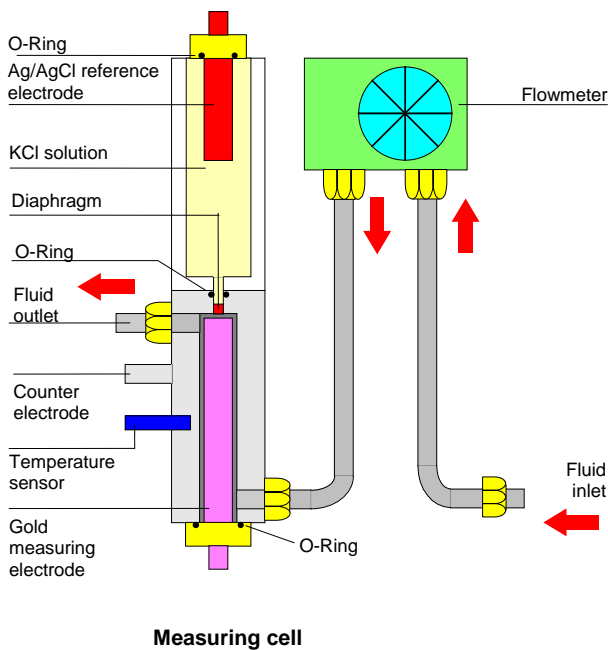 O-Ring
Ag/AgCl reference
electrode
KCl solution
Diaphragm
O-Ring
Fluid
outlet
Counter
electrode
Temperature
sensor
Gold
measuring
electrode
Flowmeter
Fluid
inlet
O-Ring
Measuring cell